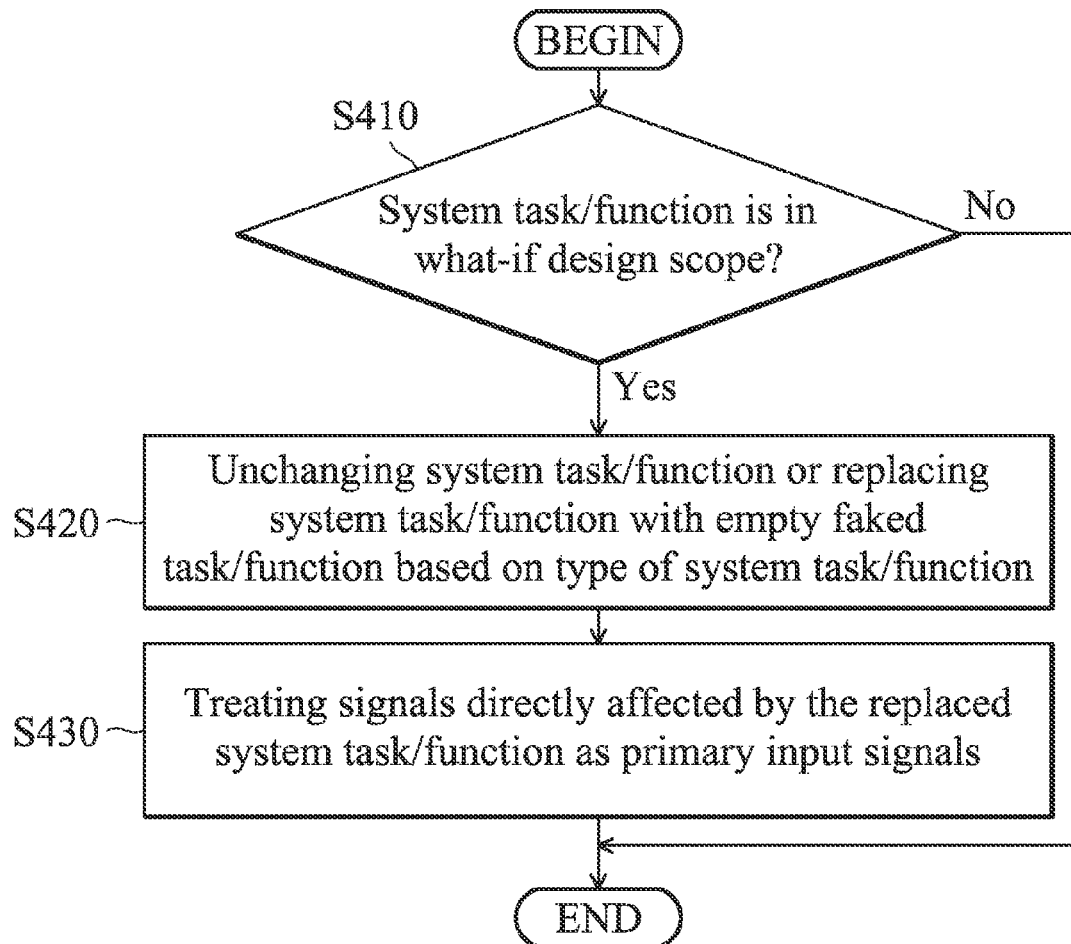 BEGIN
S410
System task/function is in
what-if design scope?
No
Yes
S420
Unchanging system task/function or replacing
system task/function with empty faked
task/function based on type of system task/function
S430
Treating signals directly affected by the replaced
system task/function as primary input signals
END